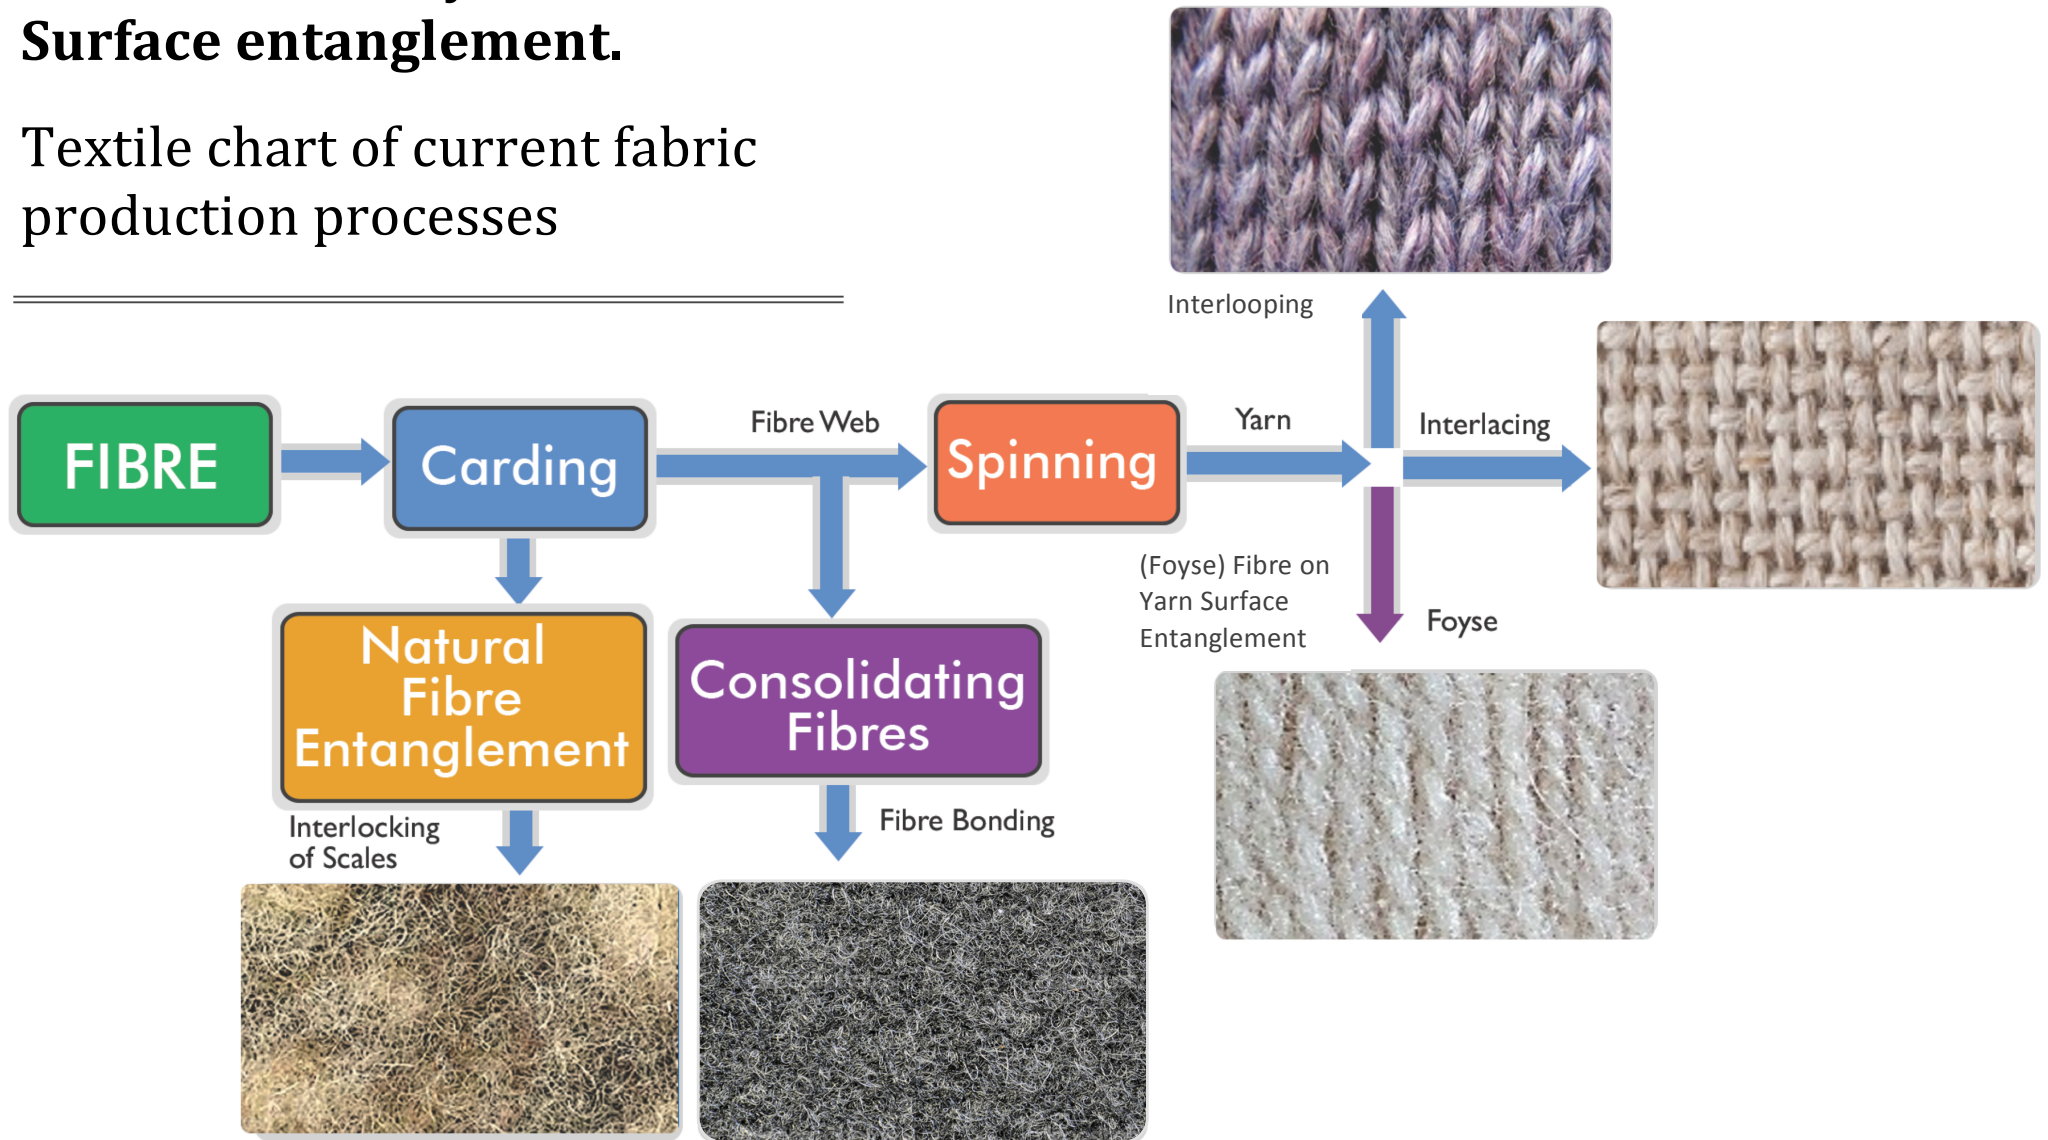 Surface entanglement.
Textile chart of current fabric
production processes
Interlooping
FIBRE
Carding
Fibre Web
Spinning
Yarn
Interlacing
(Foyse) Fibre on
Yarn Surface
Entanglement
Foyse
Natural
Fibre
Entanglement
Consolidating
Fibres
Interlocking
of Scales
Fibre Bonding